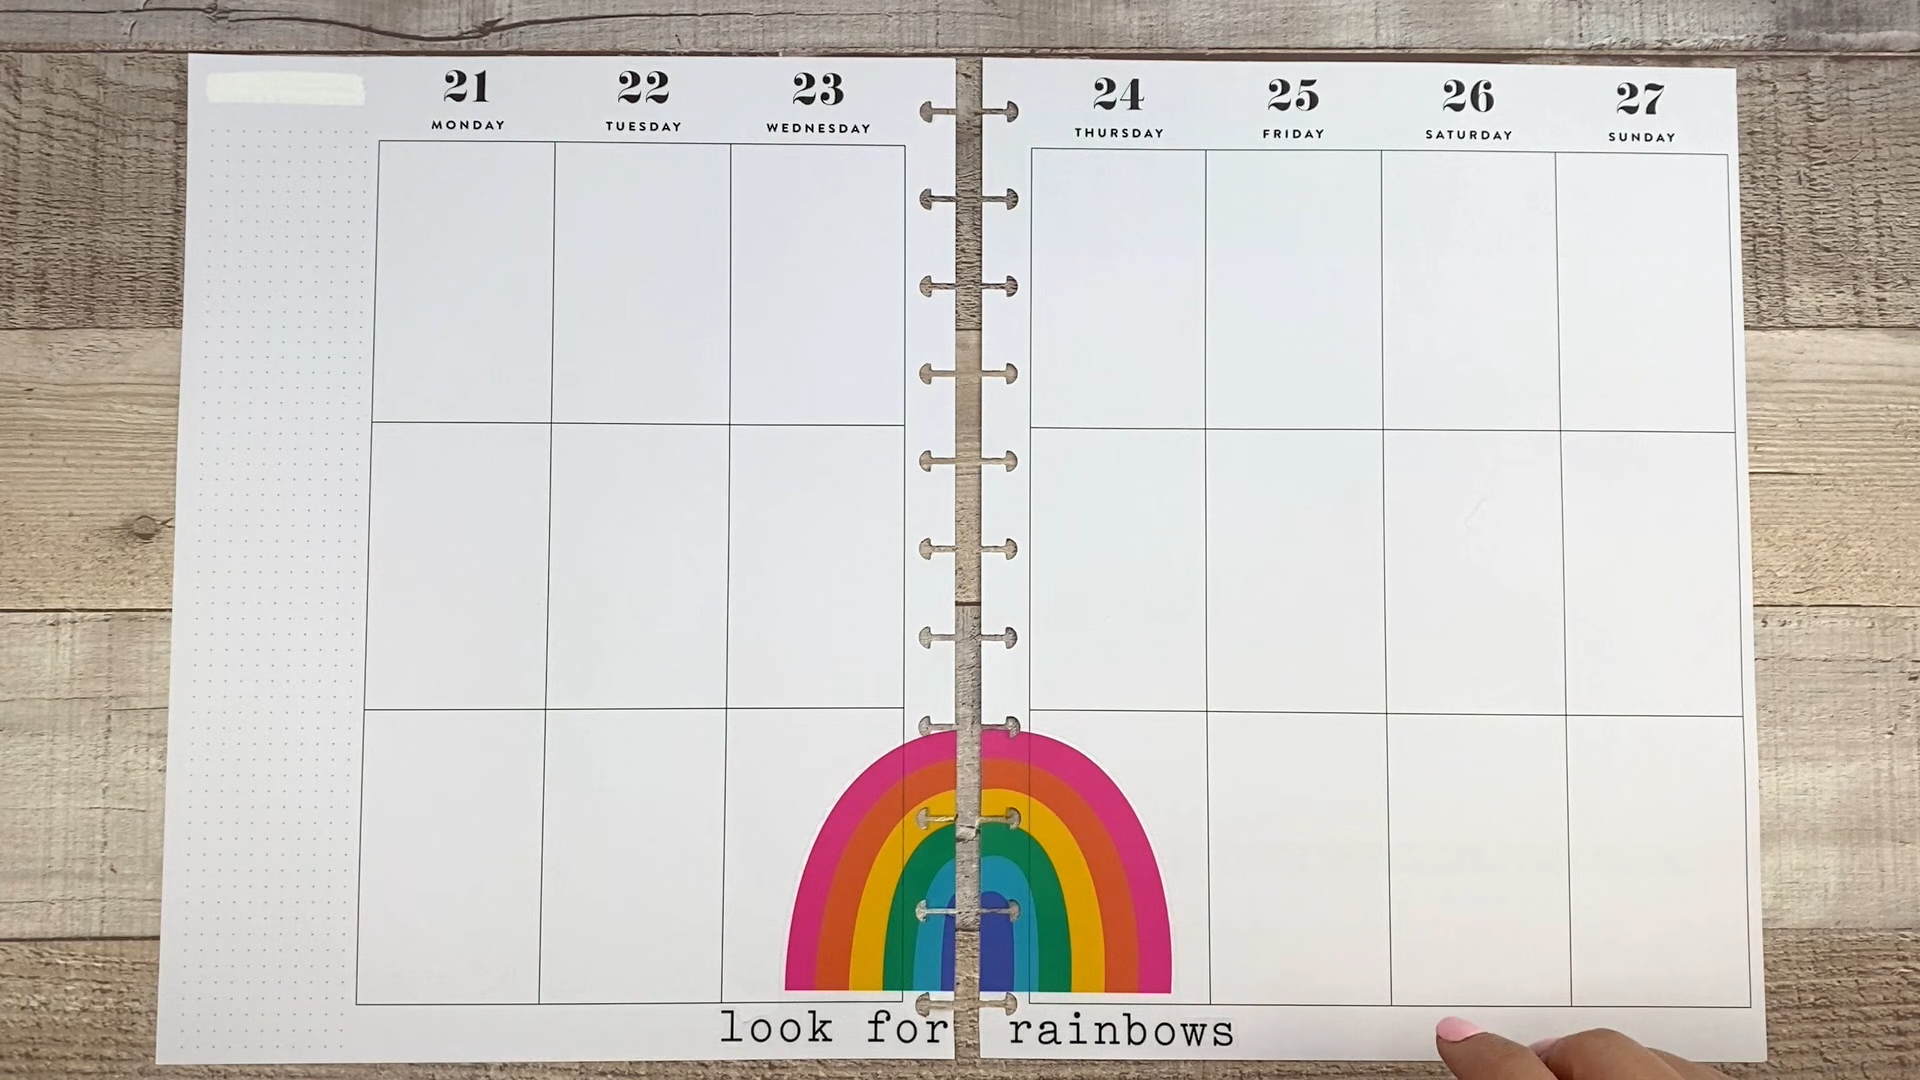 21 22 23 24 25 26 27
MONDAY TUESDAY WEDNESDAY THURSDAY FRIDAY SATURDAY SUNDAY
look for rainbows